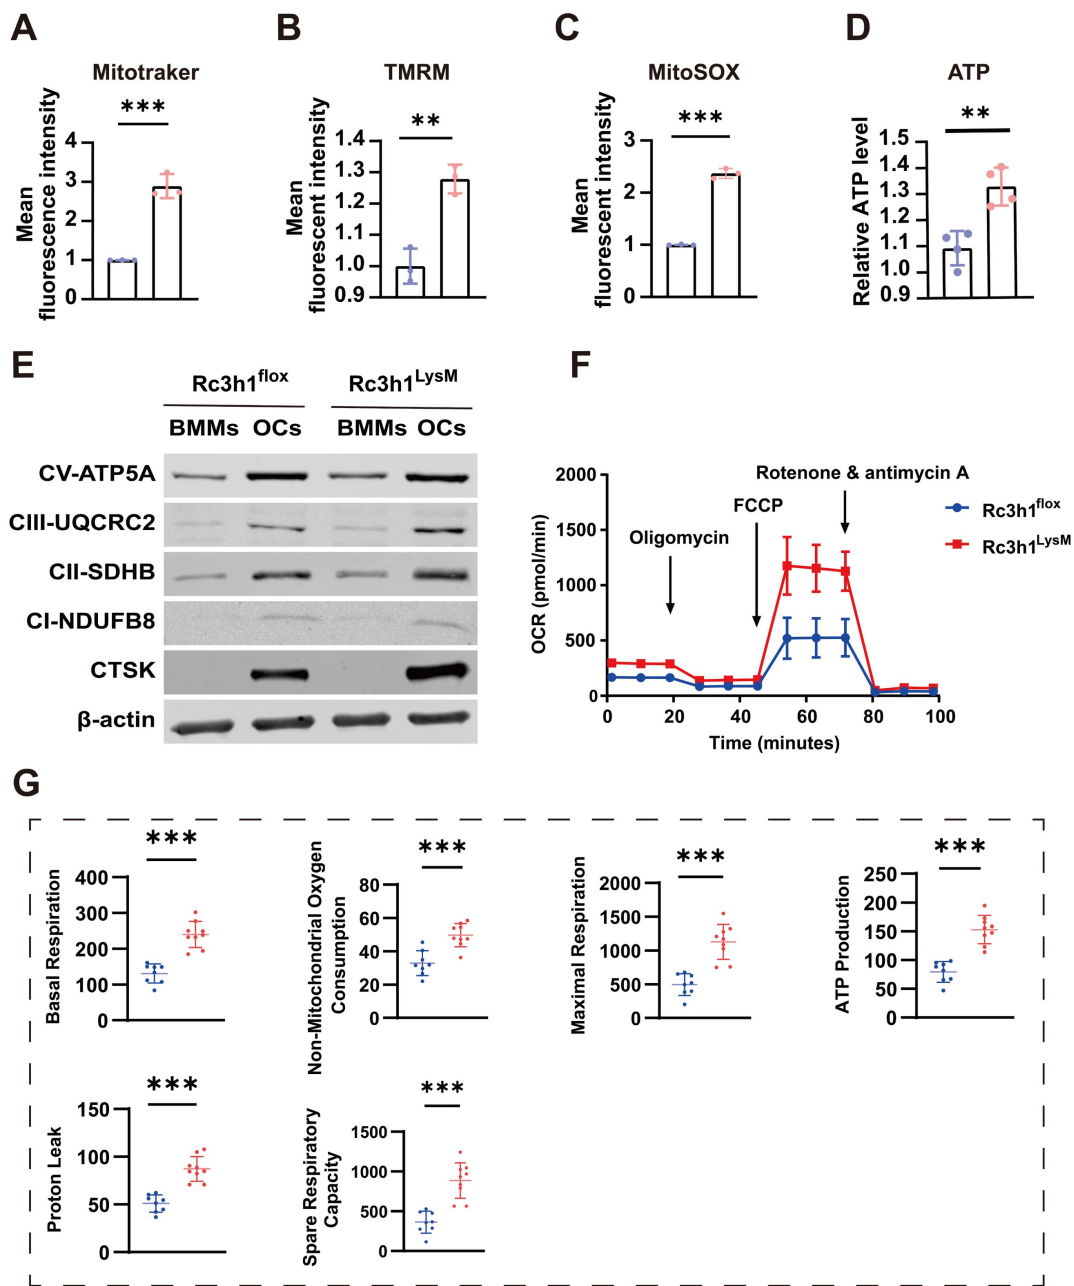 A
B
C
D
Mitotraker
TMRM
MitoSOX
ATP
***
**
***
**
Mean
fluorescence intensity
4
3
2
1
0
Mean
fluorescent intensity
1.4
1.3
1.2
1.1
1.0
0.9
Mean
fluorescent intensity
3
2
1
0
Relative ATP level
1.5
1.4
1.3
1.2
1.1
1.0
0.9
E
Rc3h1flox
Rc3h1LysM
BMMs OCs BMMs OCs
CV-ATP5A
CIII-UQCRC2
CII-SDHB
CI-NDUFB8
CTSK
β-actin
F
OCR (pmol/min)
2000
1500
1000
500
0
0 20 40 60 80 100
Time (minutes)
Oligomycin
FCCP
Rotenone & antimycin A
Rc3h1flox
Rc3h1LysM
G
***
Basal Respiration
400
300
200
100
0
***
Non-Mitochondrial Oxygen
Consumption
80
60
40
20
0
***
Maximal Respiration
2000
1500
1000
500
0
***
ATP Production
250
200
150
100
50
0
***
Proton Leak
150
100
50
0
***
Spare Respiratory
Capacity
1500
1000
500
0